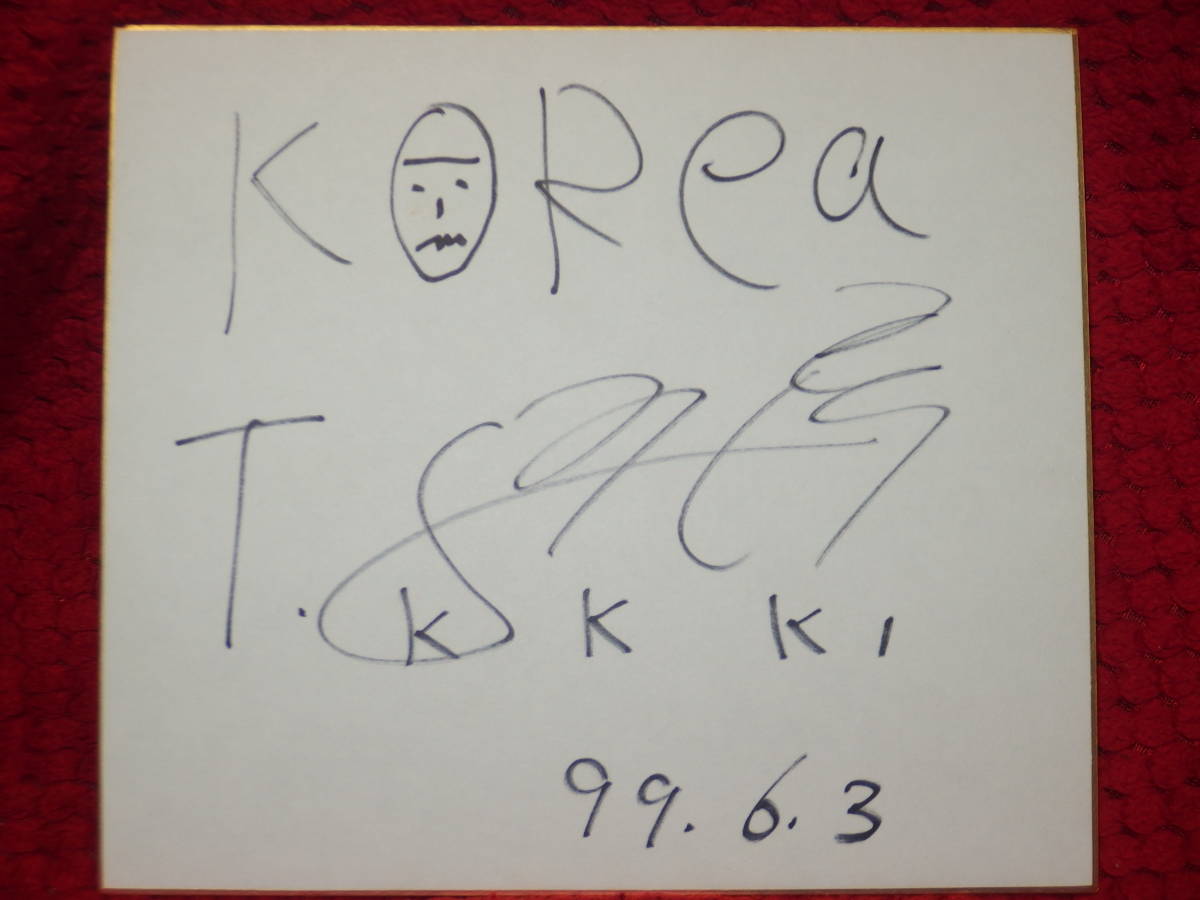 KORea
T.S
K K K,
99.6.3